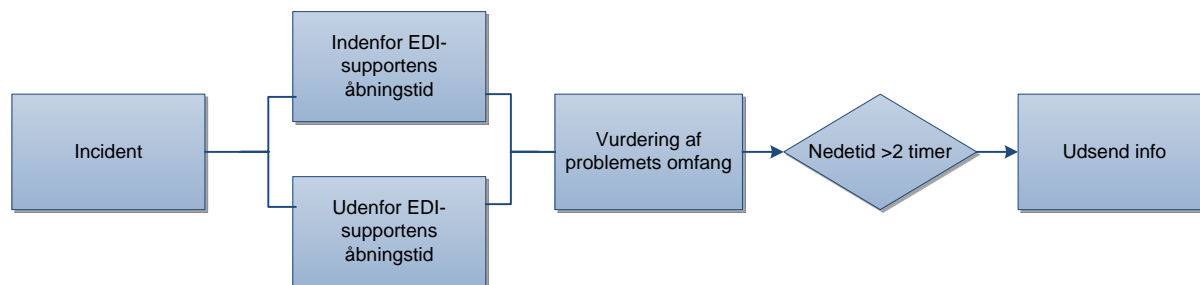 Incident
Indenfor EDI-
supportens
åbningstid
Udenfor EDI-
supportens
åbningstid
Vurdering af
problemets omfang
Nedetid >2 timer
Udsend info